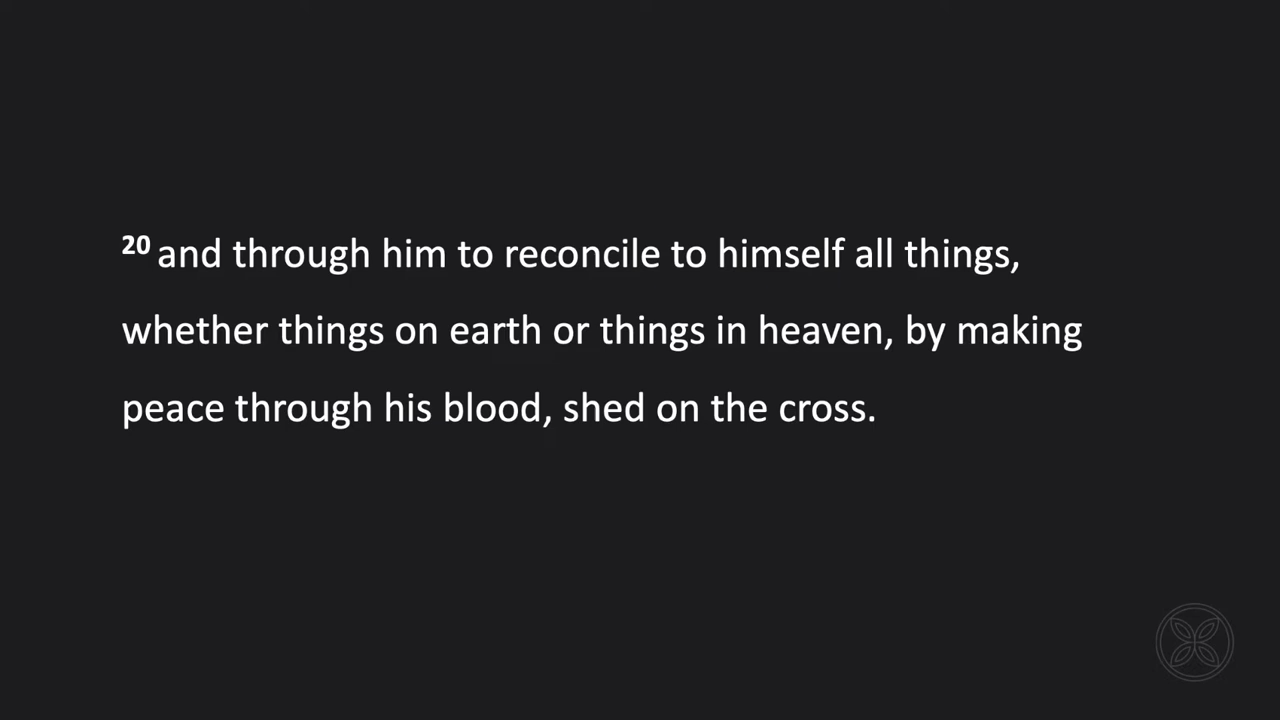 20 and through him to reconcile to himself all things,
whether things on earth or things in heaven, by making
peace through his blood, shed on the cross.